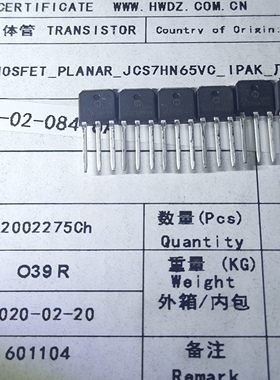 CERTIFICATE WWW.HWDZ.COM.CN
体管 TRANSISTOR Country of Origin:
MOSFET_PLANAR_JCS7HN65VC_IPAK_
-02-084
2002275Ch 数量(Pcs)
Quantity
O39R 重量 (KG)
Weight
020-02-20 外箱/内包
601104 备注
Remark